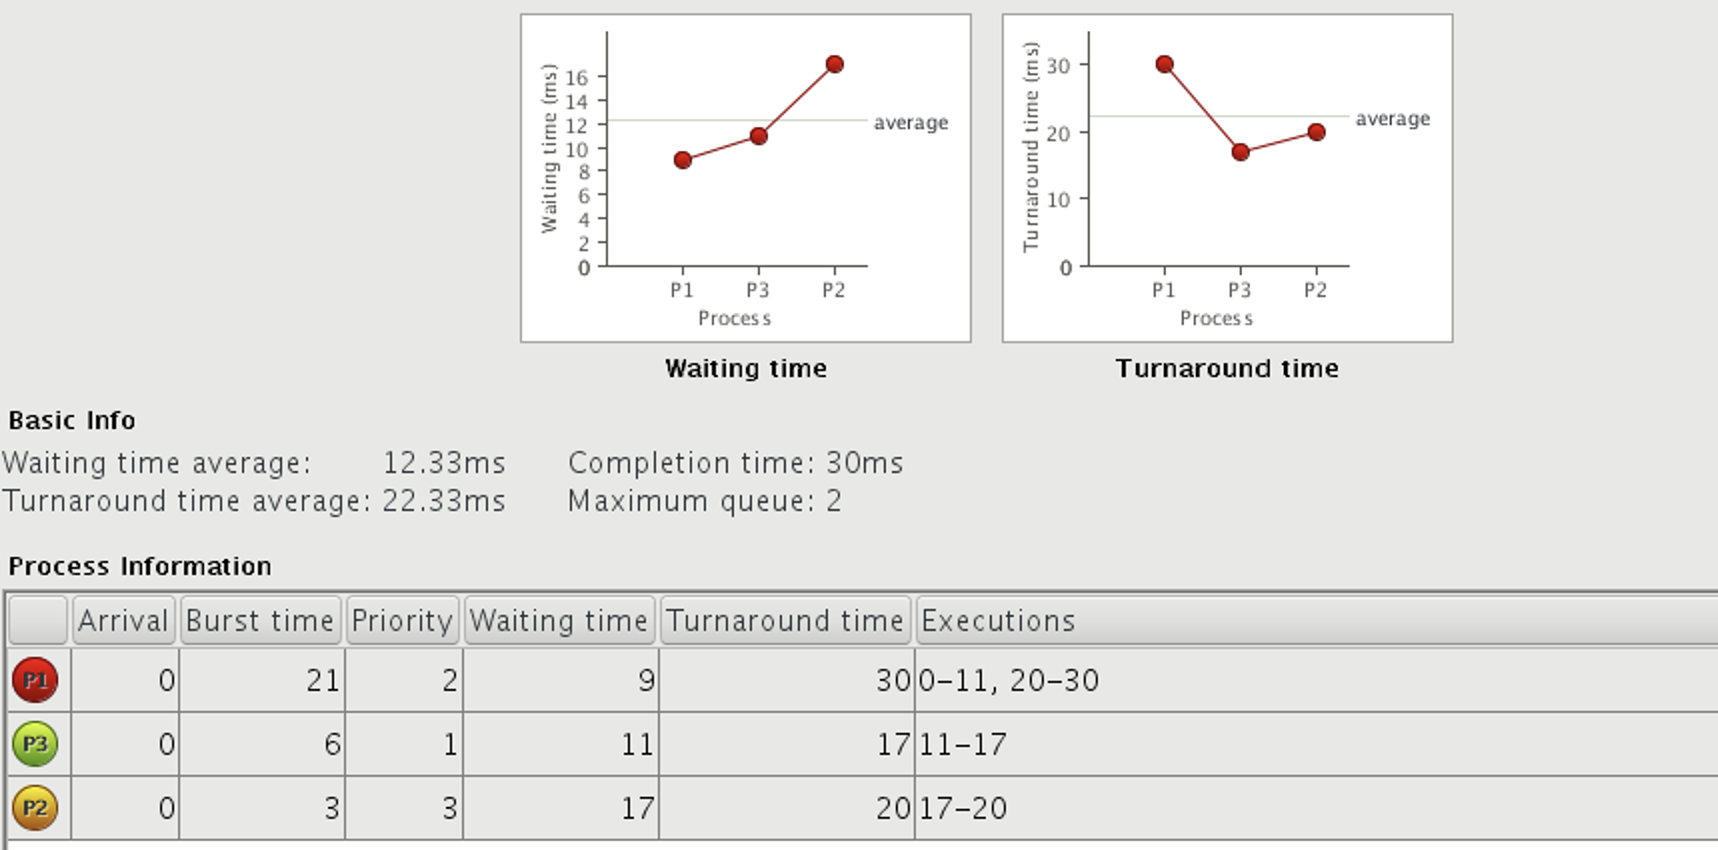 Waiting time (ms)
16
14
12
10
8
6
4
2
0
average
P1 P3 P2
Process
Waiting time
Turnaround time (ms)
30
20
10
0
average
P1 P3 P2
Process
Turnaround time
Basic Info
Waiting time average: 12.33ms Completion time: 30ms
Turnaround time average: 22.33ms Maximum queue: 2
Process Information
Arrival Burst time Priority Waiting time Turnaround time Executions
P1 0 21 2 9 30 0-11, 20-30
P3 0 6 1 11 17 11-17
P2 0 3 3 17 20 17-20